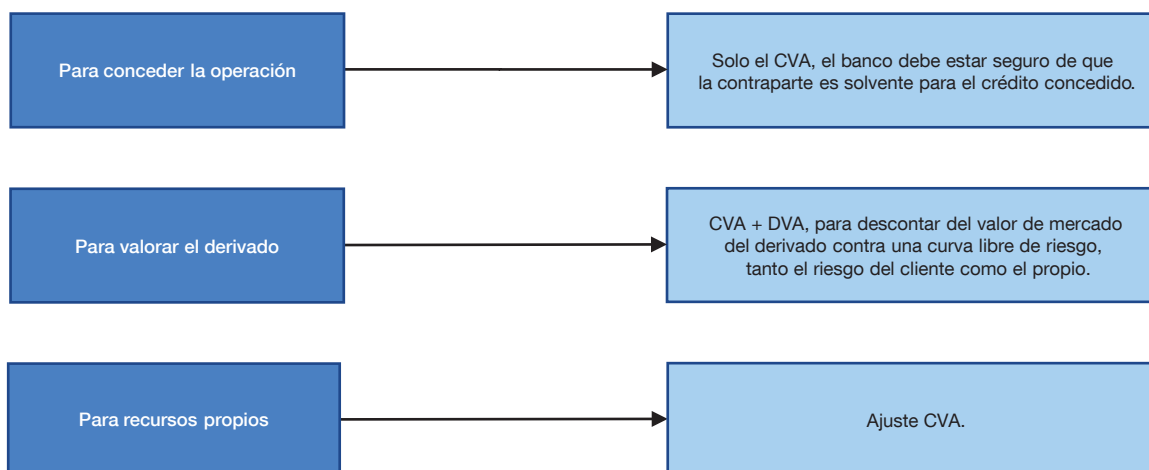 Para conceder la operación
Solo el CVA, el banco debe estar seguro de que
la contraparte es solvente para el crédito concedido.
Para valorar el derivado
CVA + DVA, para descontar del valor de mercado
del derivado contra una curva libre de riesgo,
tanto el riesgo del cliente como el propio.
Para recursos propios
Ajuste CVA.